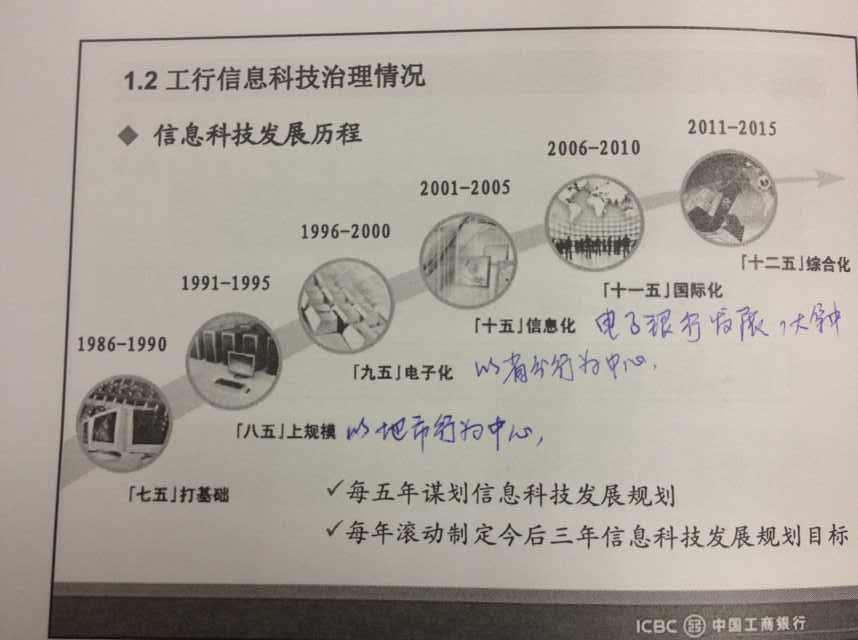 1.2 工行信息科技治理情况
◆ 信息科技发展历程
2011-2015
2006-2010
2001-2005
1996-2000
1991-1995
1986-1990
「十二五」综合化
「十一五」国际化
「十五」信息化 电子银行发展,大集中
「九五」电子化 以省分行为中心,
「八五」上规模 以地市行为中心,
「七五」打基础
✓每五年谋划信息科技发展规划
✓每年滚动制定今后三年信息科技发展规划目标
ICBC 中国工商银行